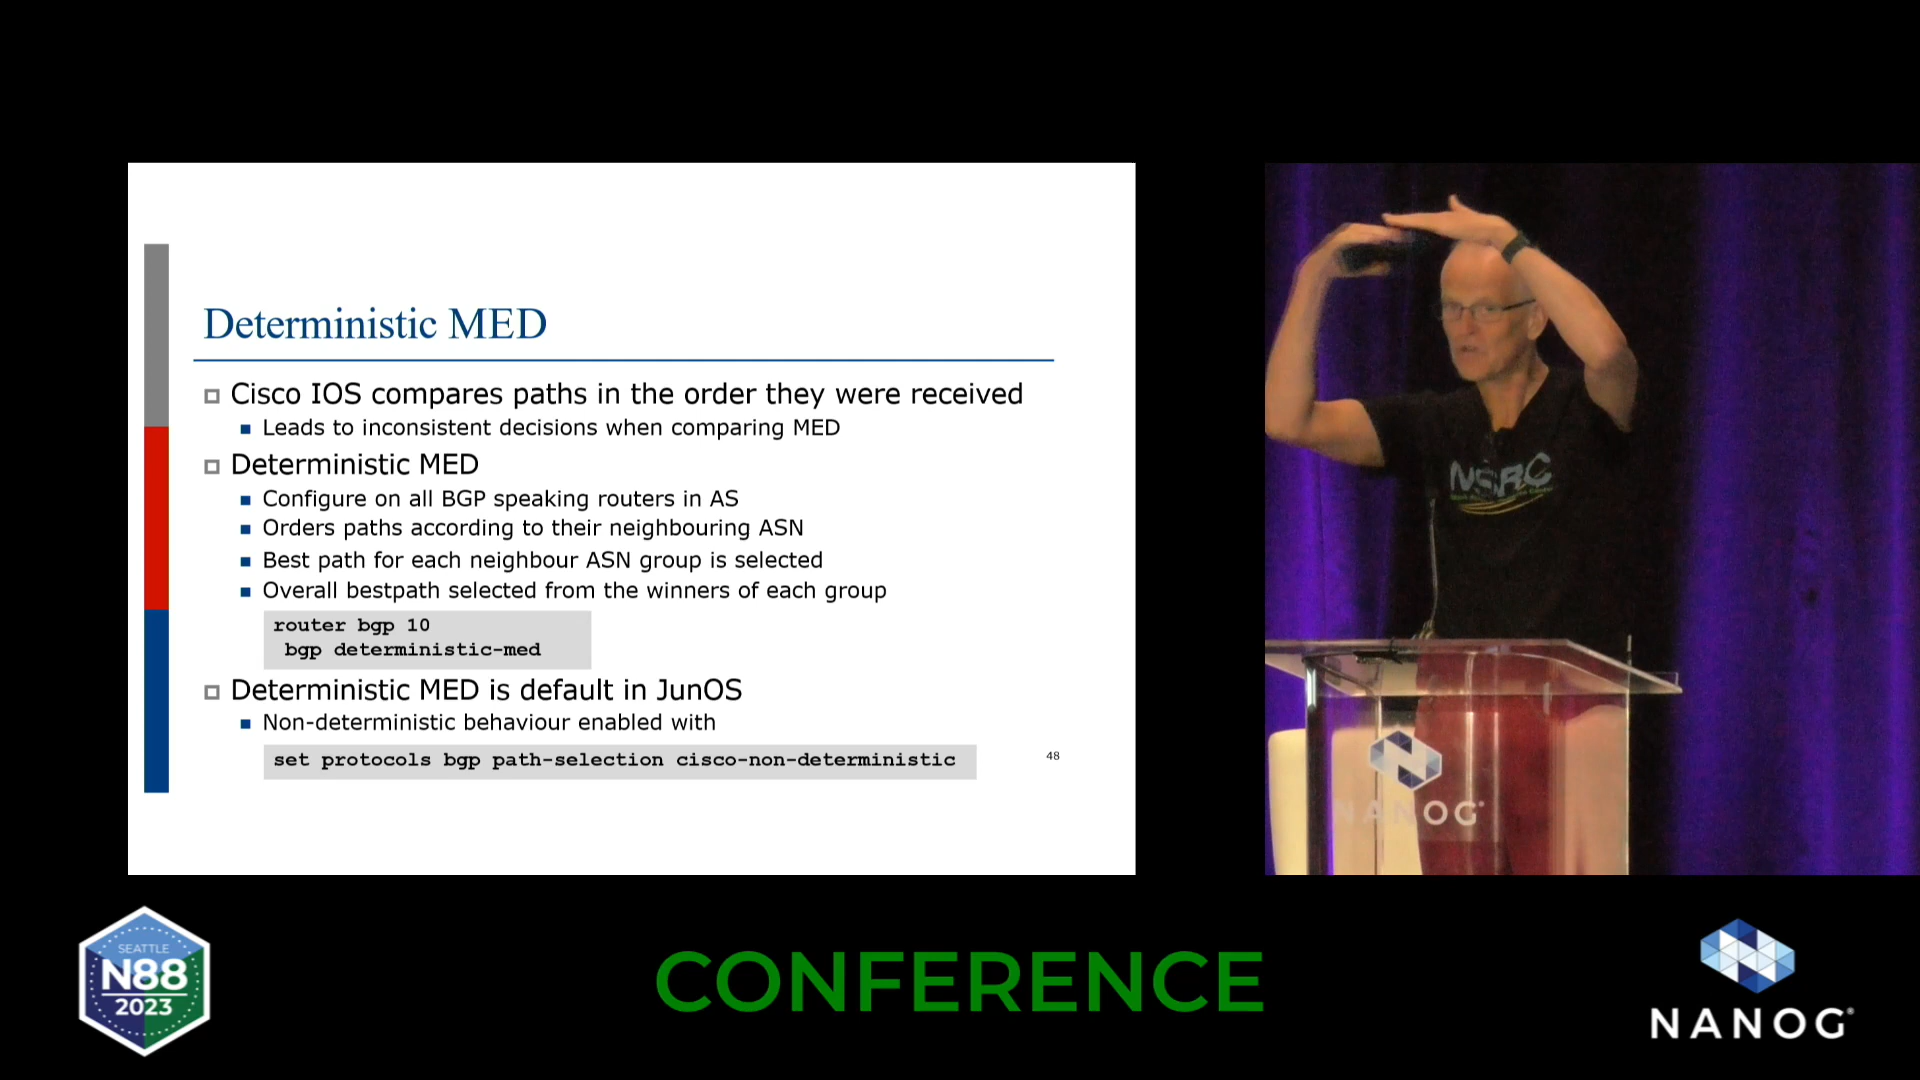 Deterministic MED
Cisco IOS compares paths in the order they were received
Leads to inconsistent decisions when comparing MED
Deterministic MED
Configure on all BGP speaking routers in AS
Orders paths according to their neighbouring ASN
Best path for each neighbour ASN group is selected
Overall bestpath selected from the winners of each group
router bgp 10
bgp deterministic-med
Deterministic MED is default in JunOS
Non-deterministic behaviour enabled with
set protocols bgp path-selection cisco-non-deterministic
48
NSRC
NANOG
SEATTLE
N88
2023
CONFERENCE
NANOG®